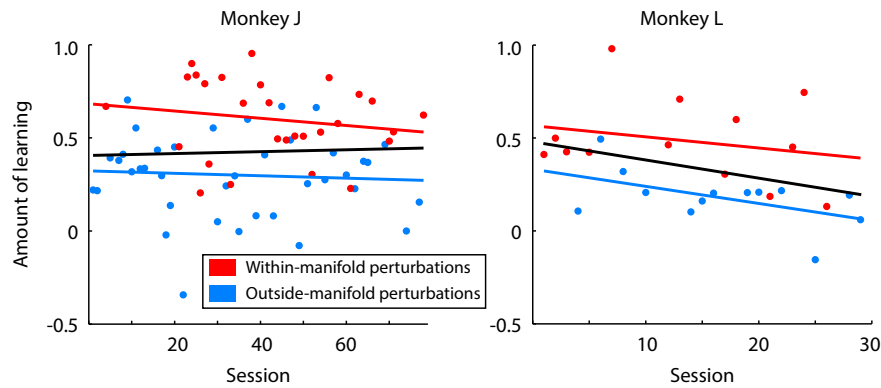 Monkey J
Monkey L
Amount of learning
1.0
0.5
0
-0.5
20
40
60
Session
Within-manifold perturbations
Outside-manifold perturbations
1.0
0.5
0
-0.5
10
20
30
Session